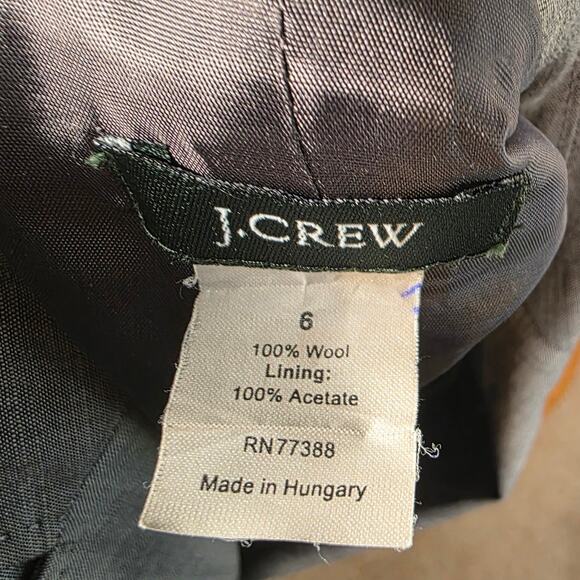 J.CREW
6
100% Wool
Lining:
100% Acetate
RN77388
Made in Hungary